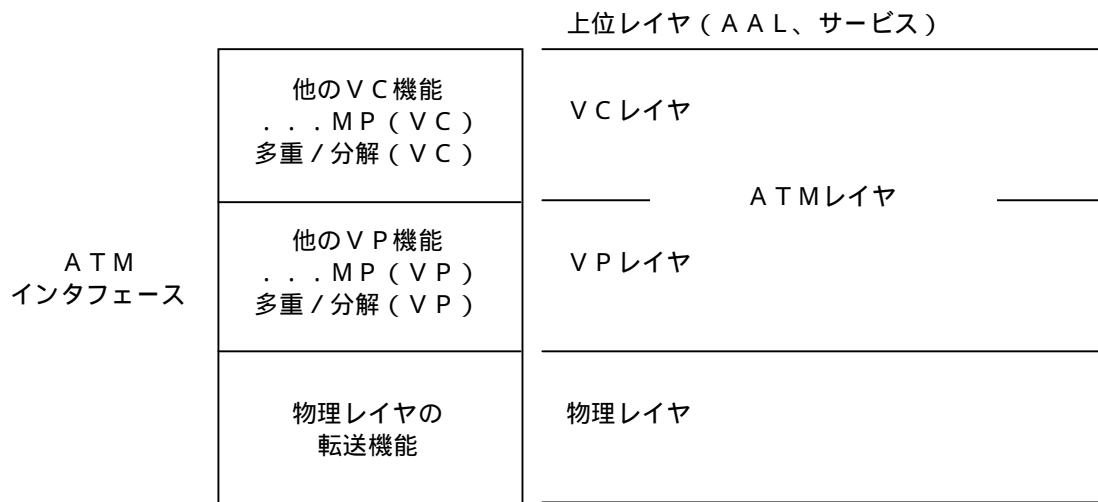 上位レイヤ（ＡＡＬ、サービス）
他のＶＣ機能
．．．ＭＰ（ＶＣ）
多重／分解（ＶＣ）
ＶＣレイヤ
ＡＴＭレイヤ
他のＶＰ機能
．．．ＭＰ（ＶＰ）
多重／分解（ＶＰ）
ＶＰレイヤ
ＡＴＭ
インタフェース
物理レイヤの
転送機能
物理レイヤ